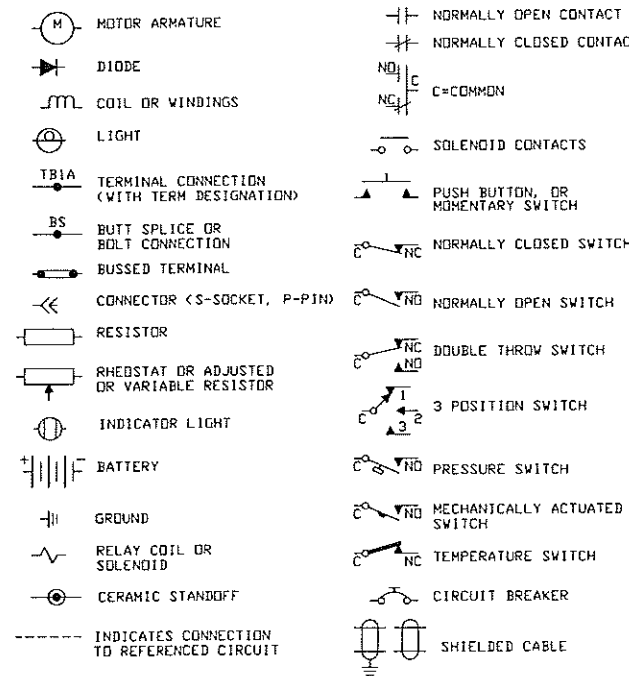 M
MOTOR ARMATURE
DIODE
COIL OR WINDINGS
LIGHT
TB1A
TERMINAL CONNECTION
(WITH TERM DESIGNATION)
BS
BUTT SPLICE OR
BOLT CONNECTION
BUSSED TERMINAL
CONNECTOR (S-SOCKET, P-PIN)
RESISTOR
RHEOSTAT OR ADJUSTED
OR VARIABLE RESISTOR
INDICATOR LIGHT
+ -
BATTERY
GROUND
RELAY COIL OR
SOLENOID
CERAMIC STANDOFF
INDICATES CONNECTION
TO REFERENCED CIRCUIT
NORMALLY OPEN CONTACT
NORMALLY CLOSED CONTAC
NO
C
NC
C=COMMON
SOLENOID CONTACTS
PUSH BUTTON, OR
MOMENTARY SWITCH
C NC
NORMALLY CLOSED SWITCH
C NO
NORMALLY OPEN SWITCH
C NC
NO
DOUBLE THROW SWITCH
1
C 2
3
3 POSITION SWITCH
C NO
PRESSURE SWITCH
C NO
MECHANICALLY ACTUATED
SWITCH
C NC
TEMPERATURE SWITCH
CIRCUIT BREAKER
SHIELDED CABLE